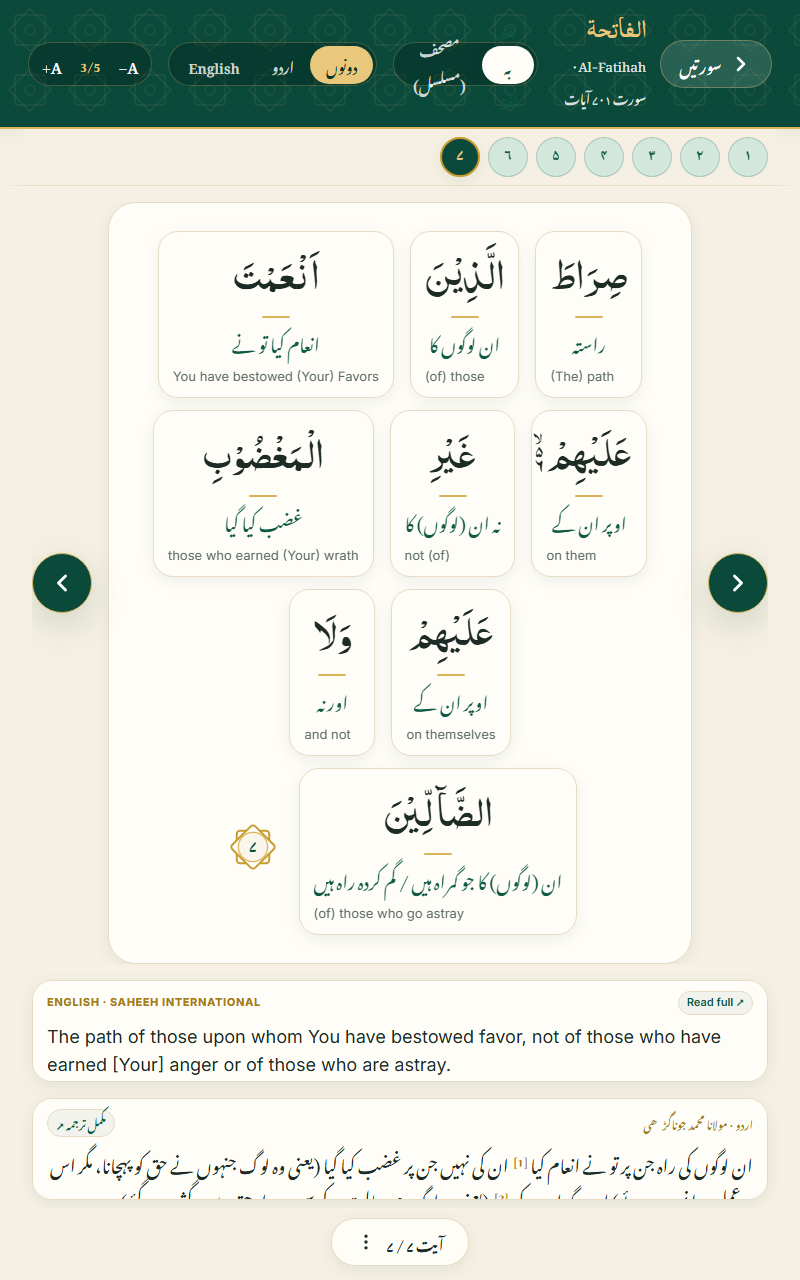 سورتیں
الفاتحة
Al-Fatihah ·
سورت ۱ · ۷ آیات
بہ
مصحف
(مسلسل)
دونوں
اردو
English
A−
3/5
A+
۱
۲
۳
۴
۵
٦
۷
صِرَاطَ
راستہ
(The) path
الَّذِيْنَ
ان لوگوں کا
(of) those
اَنْعَمْتَ
انعام کیا تو نے
You have bestowed (Your) Favors
عَلَيْهِمْ ۙ۬
اوپر ان کے
on them
غَيْرِ
نہ ان (لوگوں) کا
not (of)
الْمَغْضُوْبِ
غضب کیا گیا
those who earned (Your) wrath
عَلَيْهِمْ
اوپر ان کے
on themselves
وَلَا
اور نہ
and not
الضَّآلِّيْنَ
ان (لوگوں) کا جو گمراہ ہیں / گم کردہ راہ ہیں
(of) those who go astray
۷
ENGLISH · SAHEEH INTERNATIONAL
Read full ↗
The path of those upon whom You have bestowed favor, not of those who have
earned [Your] anger or of those who are astray.
اردو · مولانا محمد جوناگڑھی
مکمل ترجمہ ↗
ان لوگوں کی راه جن پر تو نے انعام کیا [1] ان کی نہیں جن پر غضب کیا گیا (یعنی وه لوگ جنہوں نے حق کو پہچانا، مگر اس
آیت ۷ / ۷